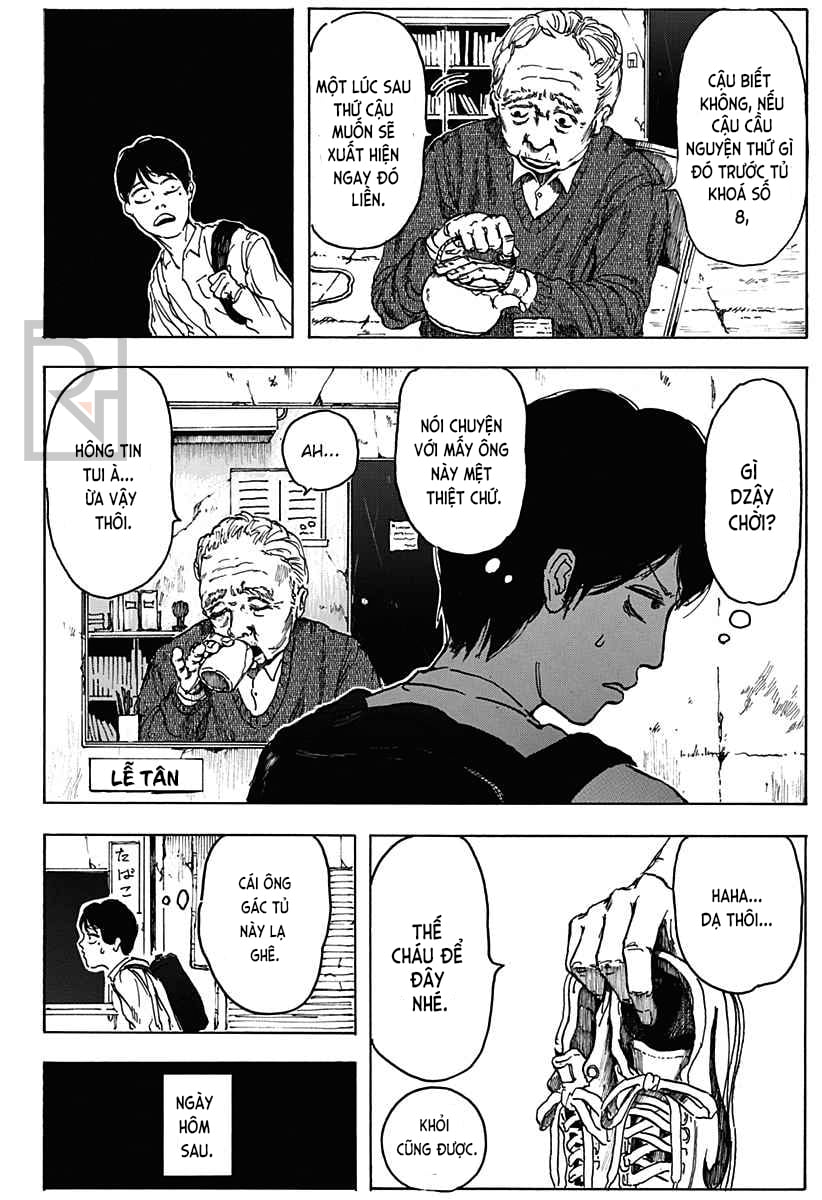 CẬU BIẾT
KHÔNG, NẾU
CẬU CẦU
NGUYỆN THỨ GÌ
ĐÓ TRƯỚC TỦ
KHOÁ SỐ
8,
MỘT LÚC SAU
THỨ CẬU
MUỐN SẼ
XUẤT HIỆN
NGAY ĐÓ
LIỀN.
GÌ
DZẬY
CHỜI?
NÓI CHUYỆN
VỚI MẤY ÔNG
NÀY MỆT
THIỆT CHỨ.
AH...
HÔNG TIN
TUI À...
ỪA VẬY
THÔI.
LỄ TÂN
HAHA...
DẠ THÔI...
THẾ
CHÁU ĐỂ
ĐÂY
NHÉ.
KHỎI
CŨNG ĐƯỢC.
CÁI ÔNG
GÁC TỦ
NÀY LẠ
GHÊ.
たばこ
NGÀY
HÔM
SAU.